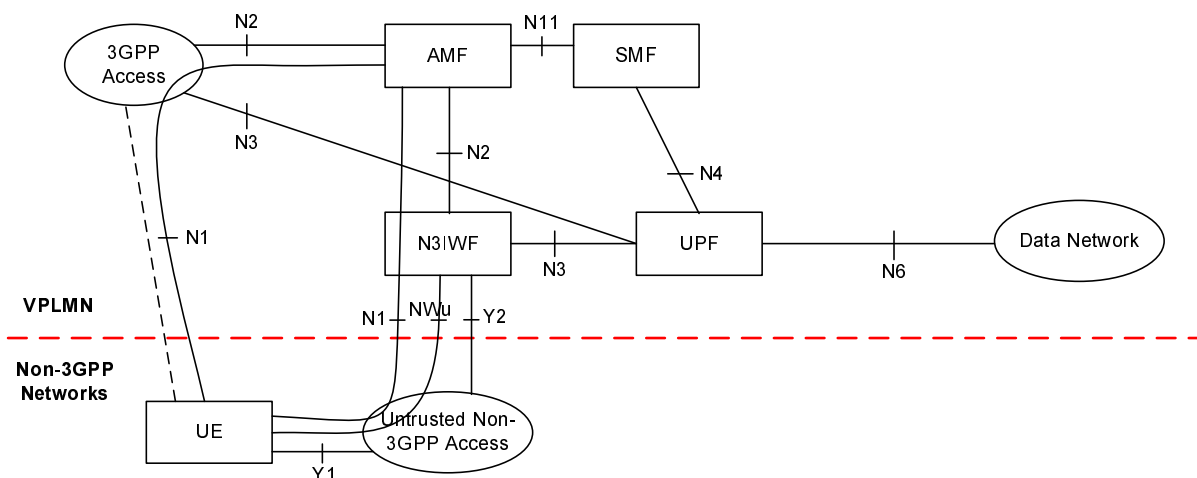 N2
N11
3GPP
Access
AMF
SMF
N3
N2
N4
N1
N3IWF
UPF
Data Network
N3
N6
VPLMN
N1
NWu
Y2
Non-3GPP
Networks
UE
Untrusted Non-
3GPP Access
Y1